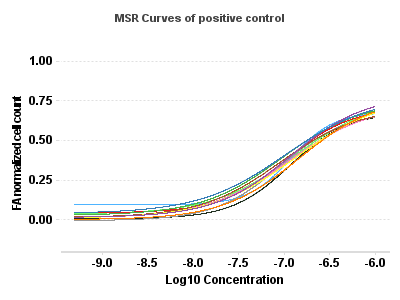 MSR Curves of positive control
1.00
0.75
0.50
0.25
0.00
FA normalized cell count
-9.0 -8.5 -8.0 -7.5 -7.0 -6.5 -6.0
Log10 Concentration